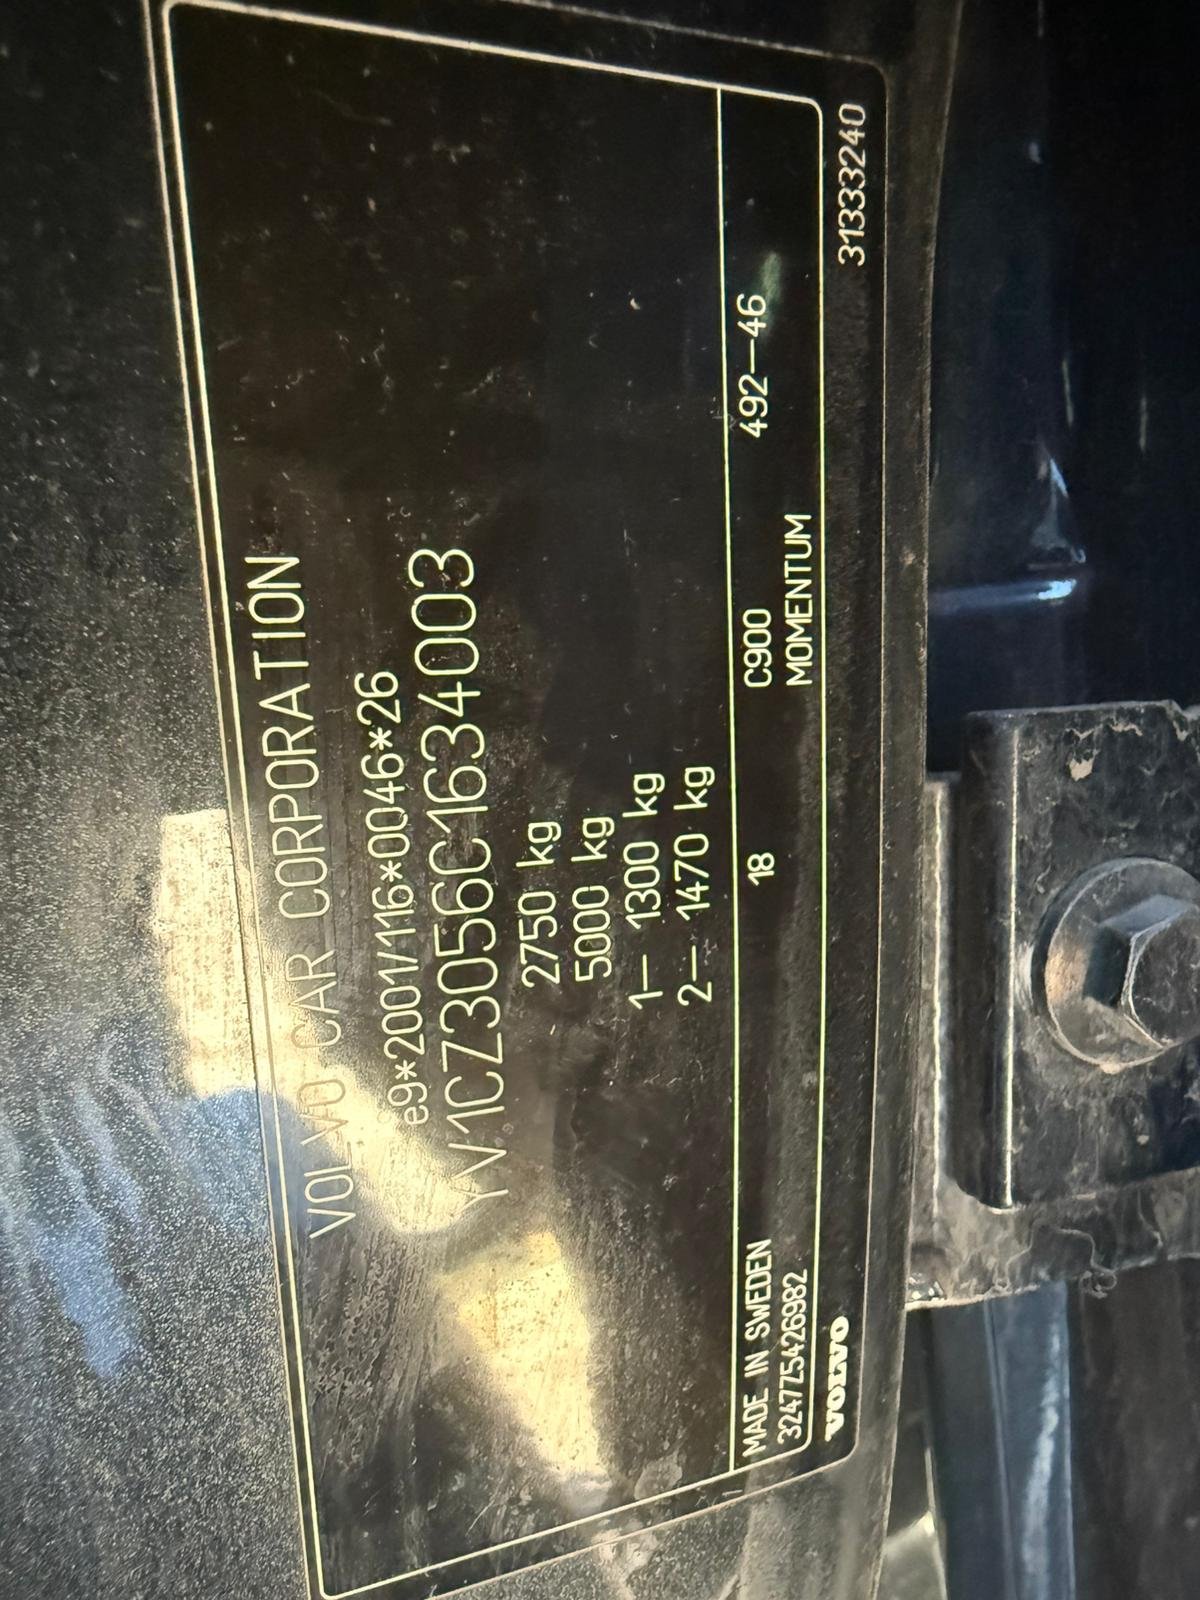 VOLVO CAR CORPORATION
e9*2001/116*0046*26
YV1CZ3056C1634003
2750 kg
5000 kg
1– 1300 kg
2– 1470 kg
MADE IN SWEDEN 18 C900 492–46
3247Z5426982 MOMENTUM
VOLVO 31333240